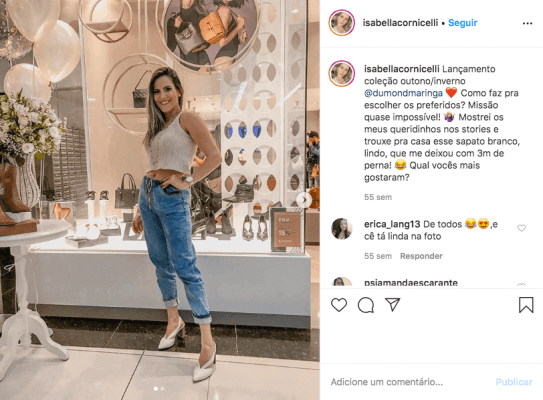 isabellacornicelli • Seguir
isabellacornicelli Lançamento
coleção outono/inverno
@dumondmaringa ❤️ Como faz pra
escolher os preferidos? Missão
quase impossível! 🤷🏽‍♀️ Mostrei os
meus queridinhos nos stories e
trouxe pra casa esse sapato branco,
lindo, que me deixou com 3m de
perna! 😂 Qual vocês mais
gostaram?
55 sem
erica_lang13 De todos 😂😍,e
cê tá linda na foto
55 sem Responder
psiamandaescarante
Adicione um comentário...
Publicar